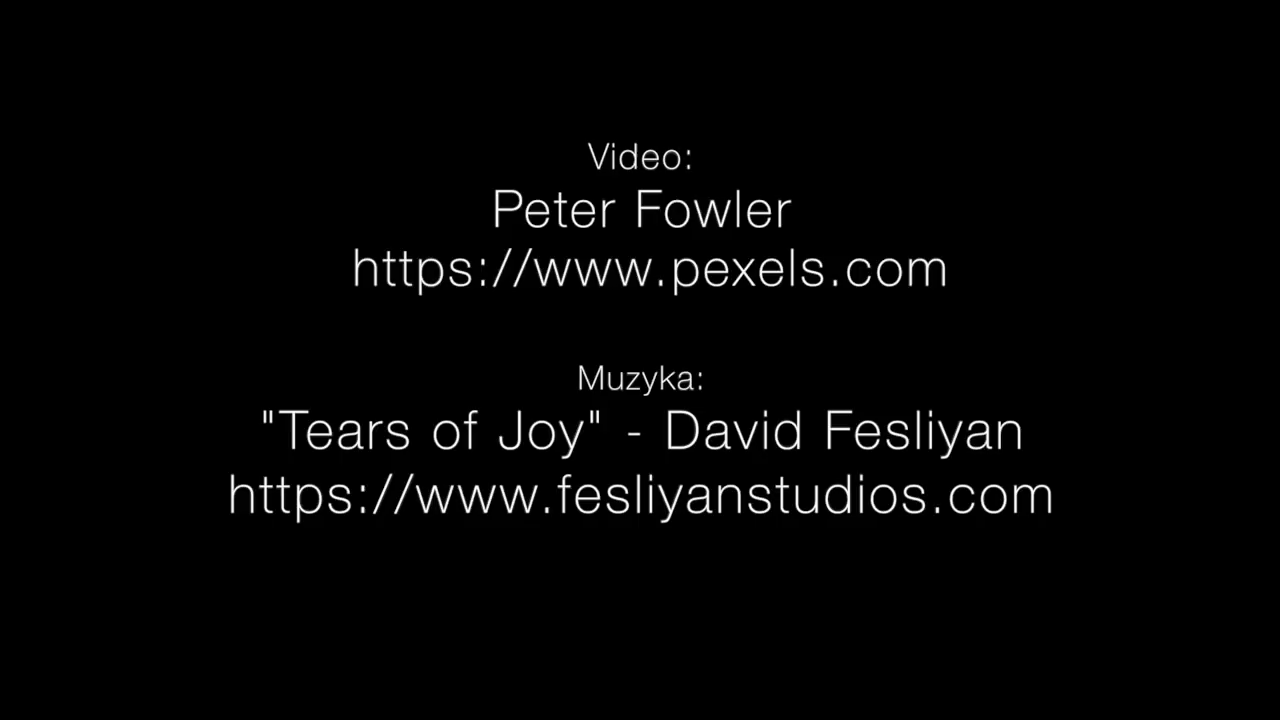 Video:
Peter Fowler
https://www.pexels.com
Muzyka:
"Tears of Joy" - David Fesliyan
https://www.fesliyanstudios.com